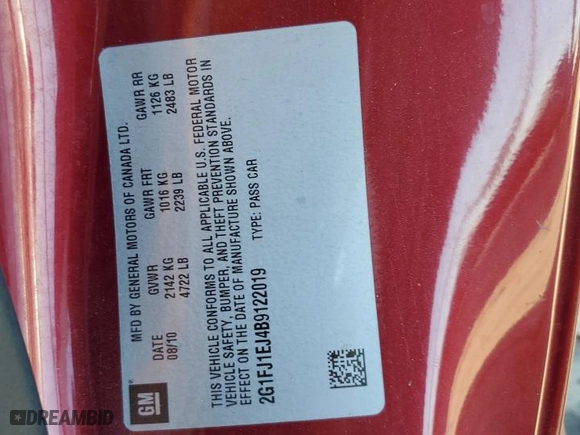 GM
®
MFD BY GENERAL MOTORS OF CANADA LTD.
DATE GVWR GAWR FRT GAWR RR
08/10 2142 KG 1016 KG 1126 KG
4722 LB 2239 LB 2483 LB
THIS VEHICLE CONFORMS TO ALL APPLICABLE U.S. FEDERAL MOTOR
VEHICLE SAFETY, BUMPER, AND THEFT PREVENTION STANDARDS IN
EFFECT ON THE DATE OF MANUFACTURE SHOWN ABOVE.
2G1FJ1EJ4B9122019 TYPE: PASS CAR
DREAMBID